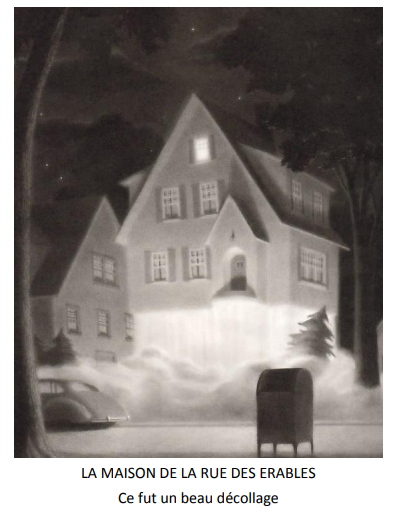 LA MAISON DE LA RUE DES ERABLES
Ce fut un beau décollage